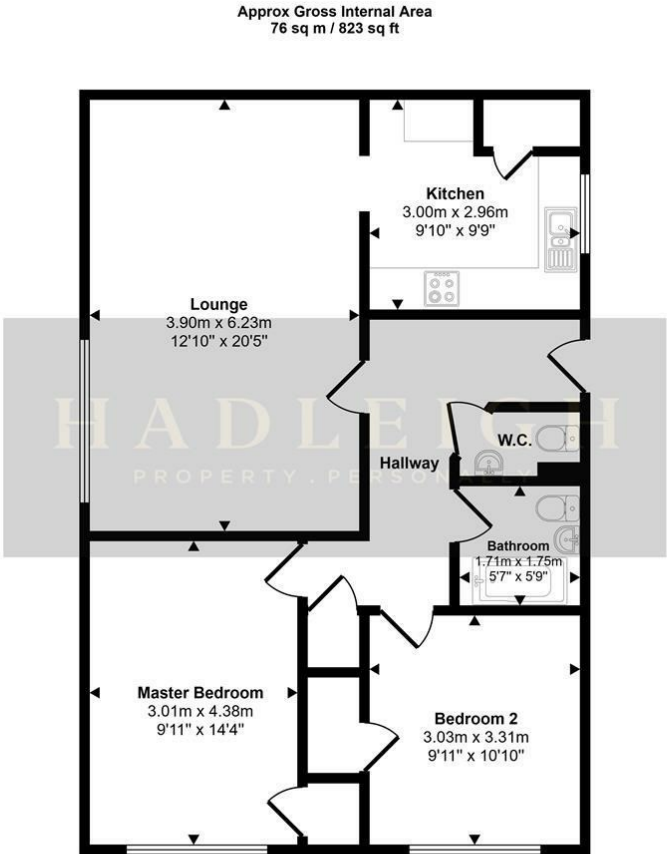 Approx Gross Internal Area
76 sq m / 823 sq ft
Kitchen
3.00m x 2.96m
9'10" x 9'9"
Lounge
3.90m x 6.23m
12'10" x 20'5"
HADLEIGH
PROPERTY. PERSONALLY
W.C.
Hallway
Bathroom
1.71m x 1.75m
5'7" x 5'9"
Master Bedroom
3.01m x 4.38m
9'11" x 14'4"
Bedroom 2
3.03m x 3.31m
9'11" x 10'10"